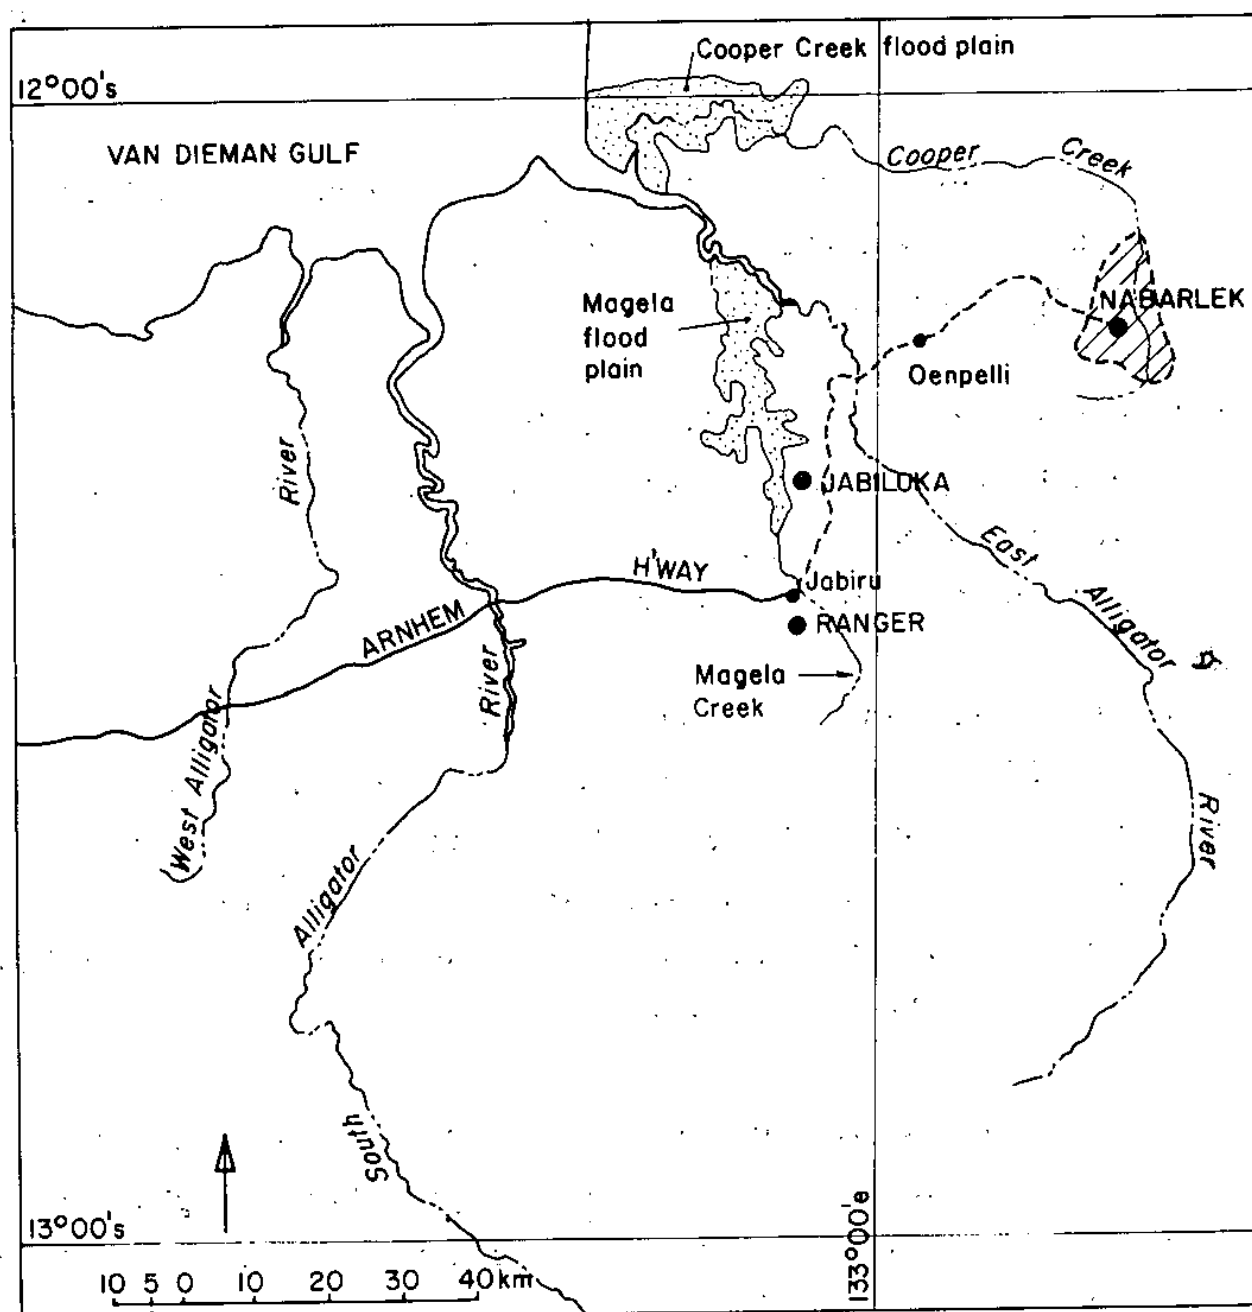 Cooper Creek flood plain
12°00's
VAN DIEMAN GULF
Cooper Creek
NABARLEK
Magela
flood
plain
Oenpelli
River
JABILUKA
East Alligator River
H'WAY
Jabiru
ARNHEM
RANGER
River
Magela
Creek
West Alligator
Alligator
South
13°00's
133°00'e
10 5 0 10 20 30 40 km